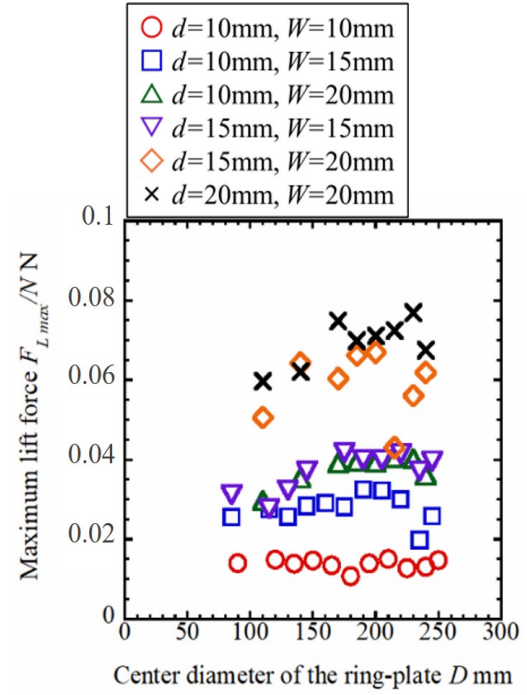 d=10mm, W=10mm
d=10mm, W=15mm
d=10mm, W=20mm
d=15mm, W=15mm
d=15mm, W=20mm
d=20mm, W=20mm
0.1
0.08
0.06
0.04
0.02
0
Maximum lift force F_{L max}/N N
0 50 100 150 200 250 300
Center diameter of the ring-plate D mm